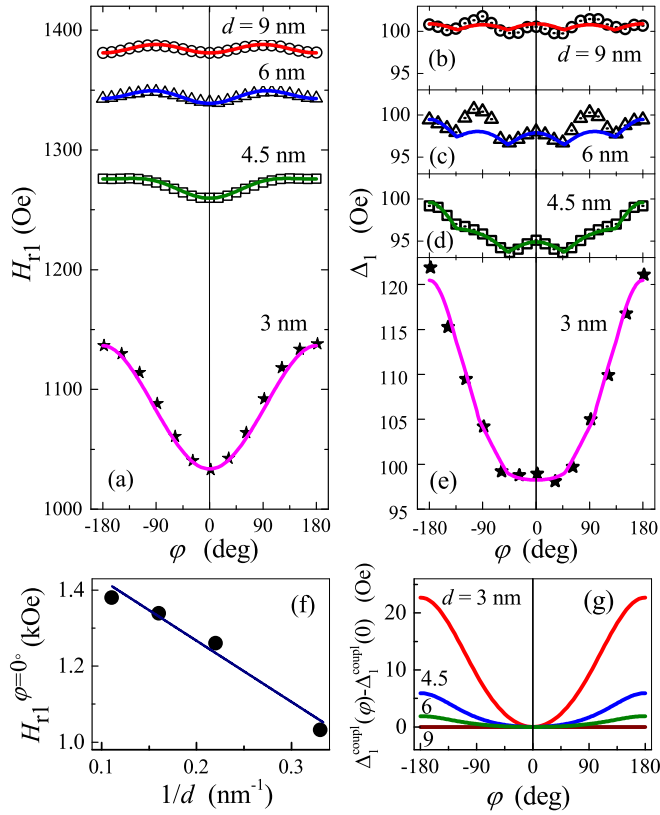 1400
d = 9 nm
6 nm
1300
4.5 nm
H_r1 (Oe)
1200
3 nm
1100
(a)
1000
-180 -90 0 90 180
φ (deg)
100
(b)
d = 9 nm
95
100
95
(c)
6 nm
100
4.5 nm
95
(d)
Δ_1 (Oe)
120
3 nm
115
110
105
100
(e)
95
-180 -90 0 90 180
φ (deg)
1.4
(f)
H_r1^φ=0° (kOe)
1.2
1.0
0.1 0.2 0.3
1/d (nm^-1)
Δ_1^coupl(φ)-Δ_1^coupl(0) (Oe)
d = 3 nm
(g)
20
10
4.5
6
0
9
-180 -90 0 90 180
φ (deg)